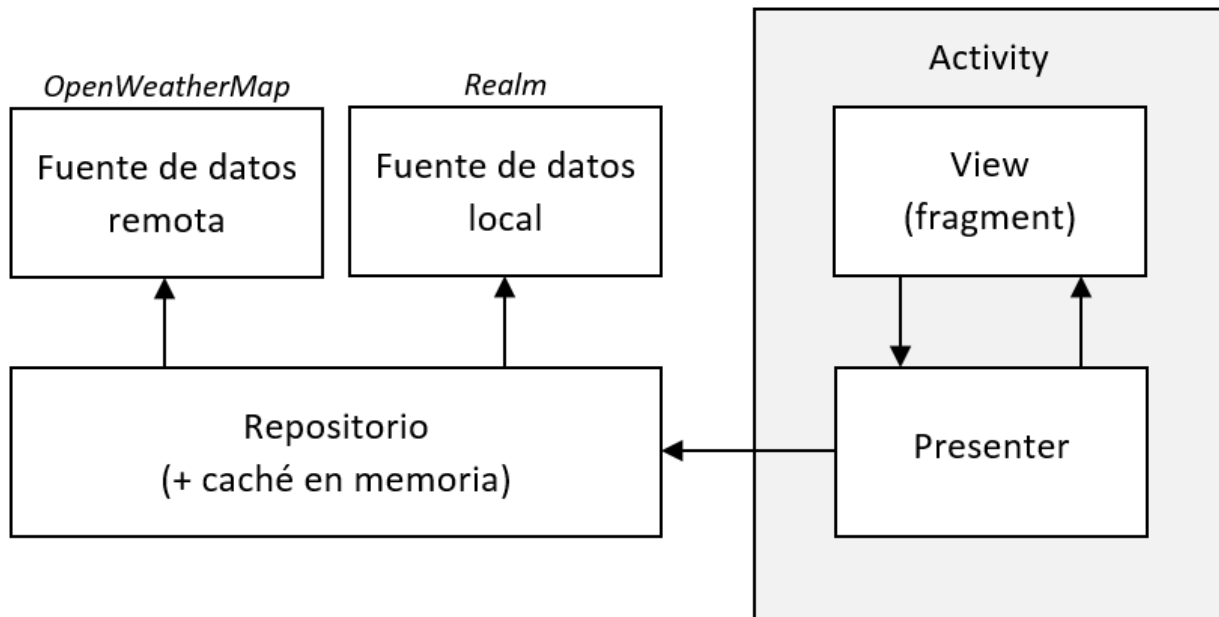 OpenWeatherMap
Fuente de datos
remota
Realm
Fuente de datos
local
Repositorio
(+ caché en memoria)
Activity
View
(fragment)
Presenter